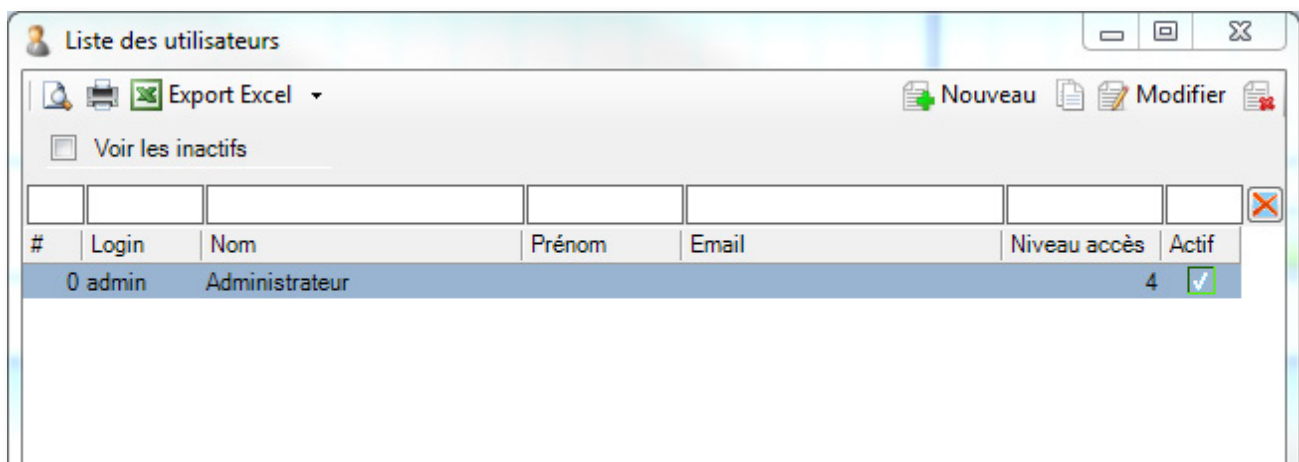 Liste des utilisateurs
Export Excel Nouveau Modifier
Voir les inactifs
# Login Nom Prénom Email Niveau accès Actif
0 admin Administrateur 4